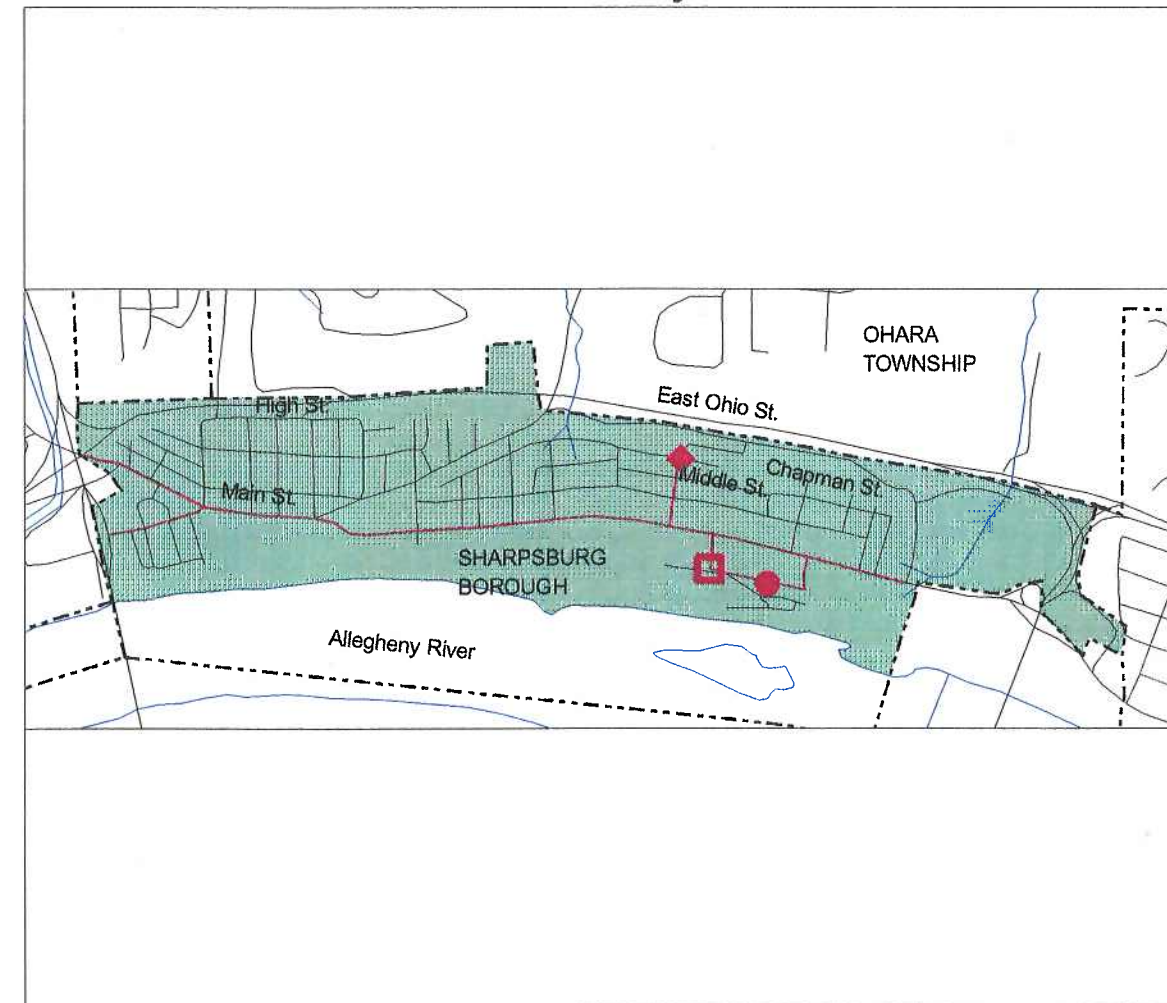 OHARA
TOWNSHIP
East Ohio St.
High St.
Middle St.
Chapman St.
Main St.
SHARPSBURG
BOROUGH
Allegheny River